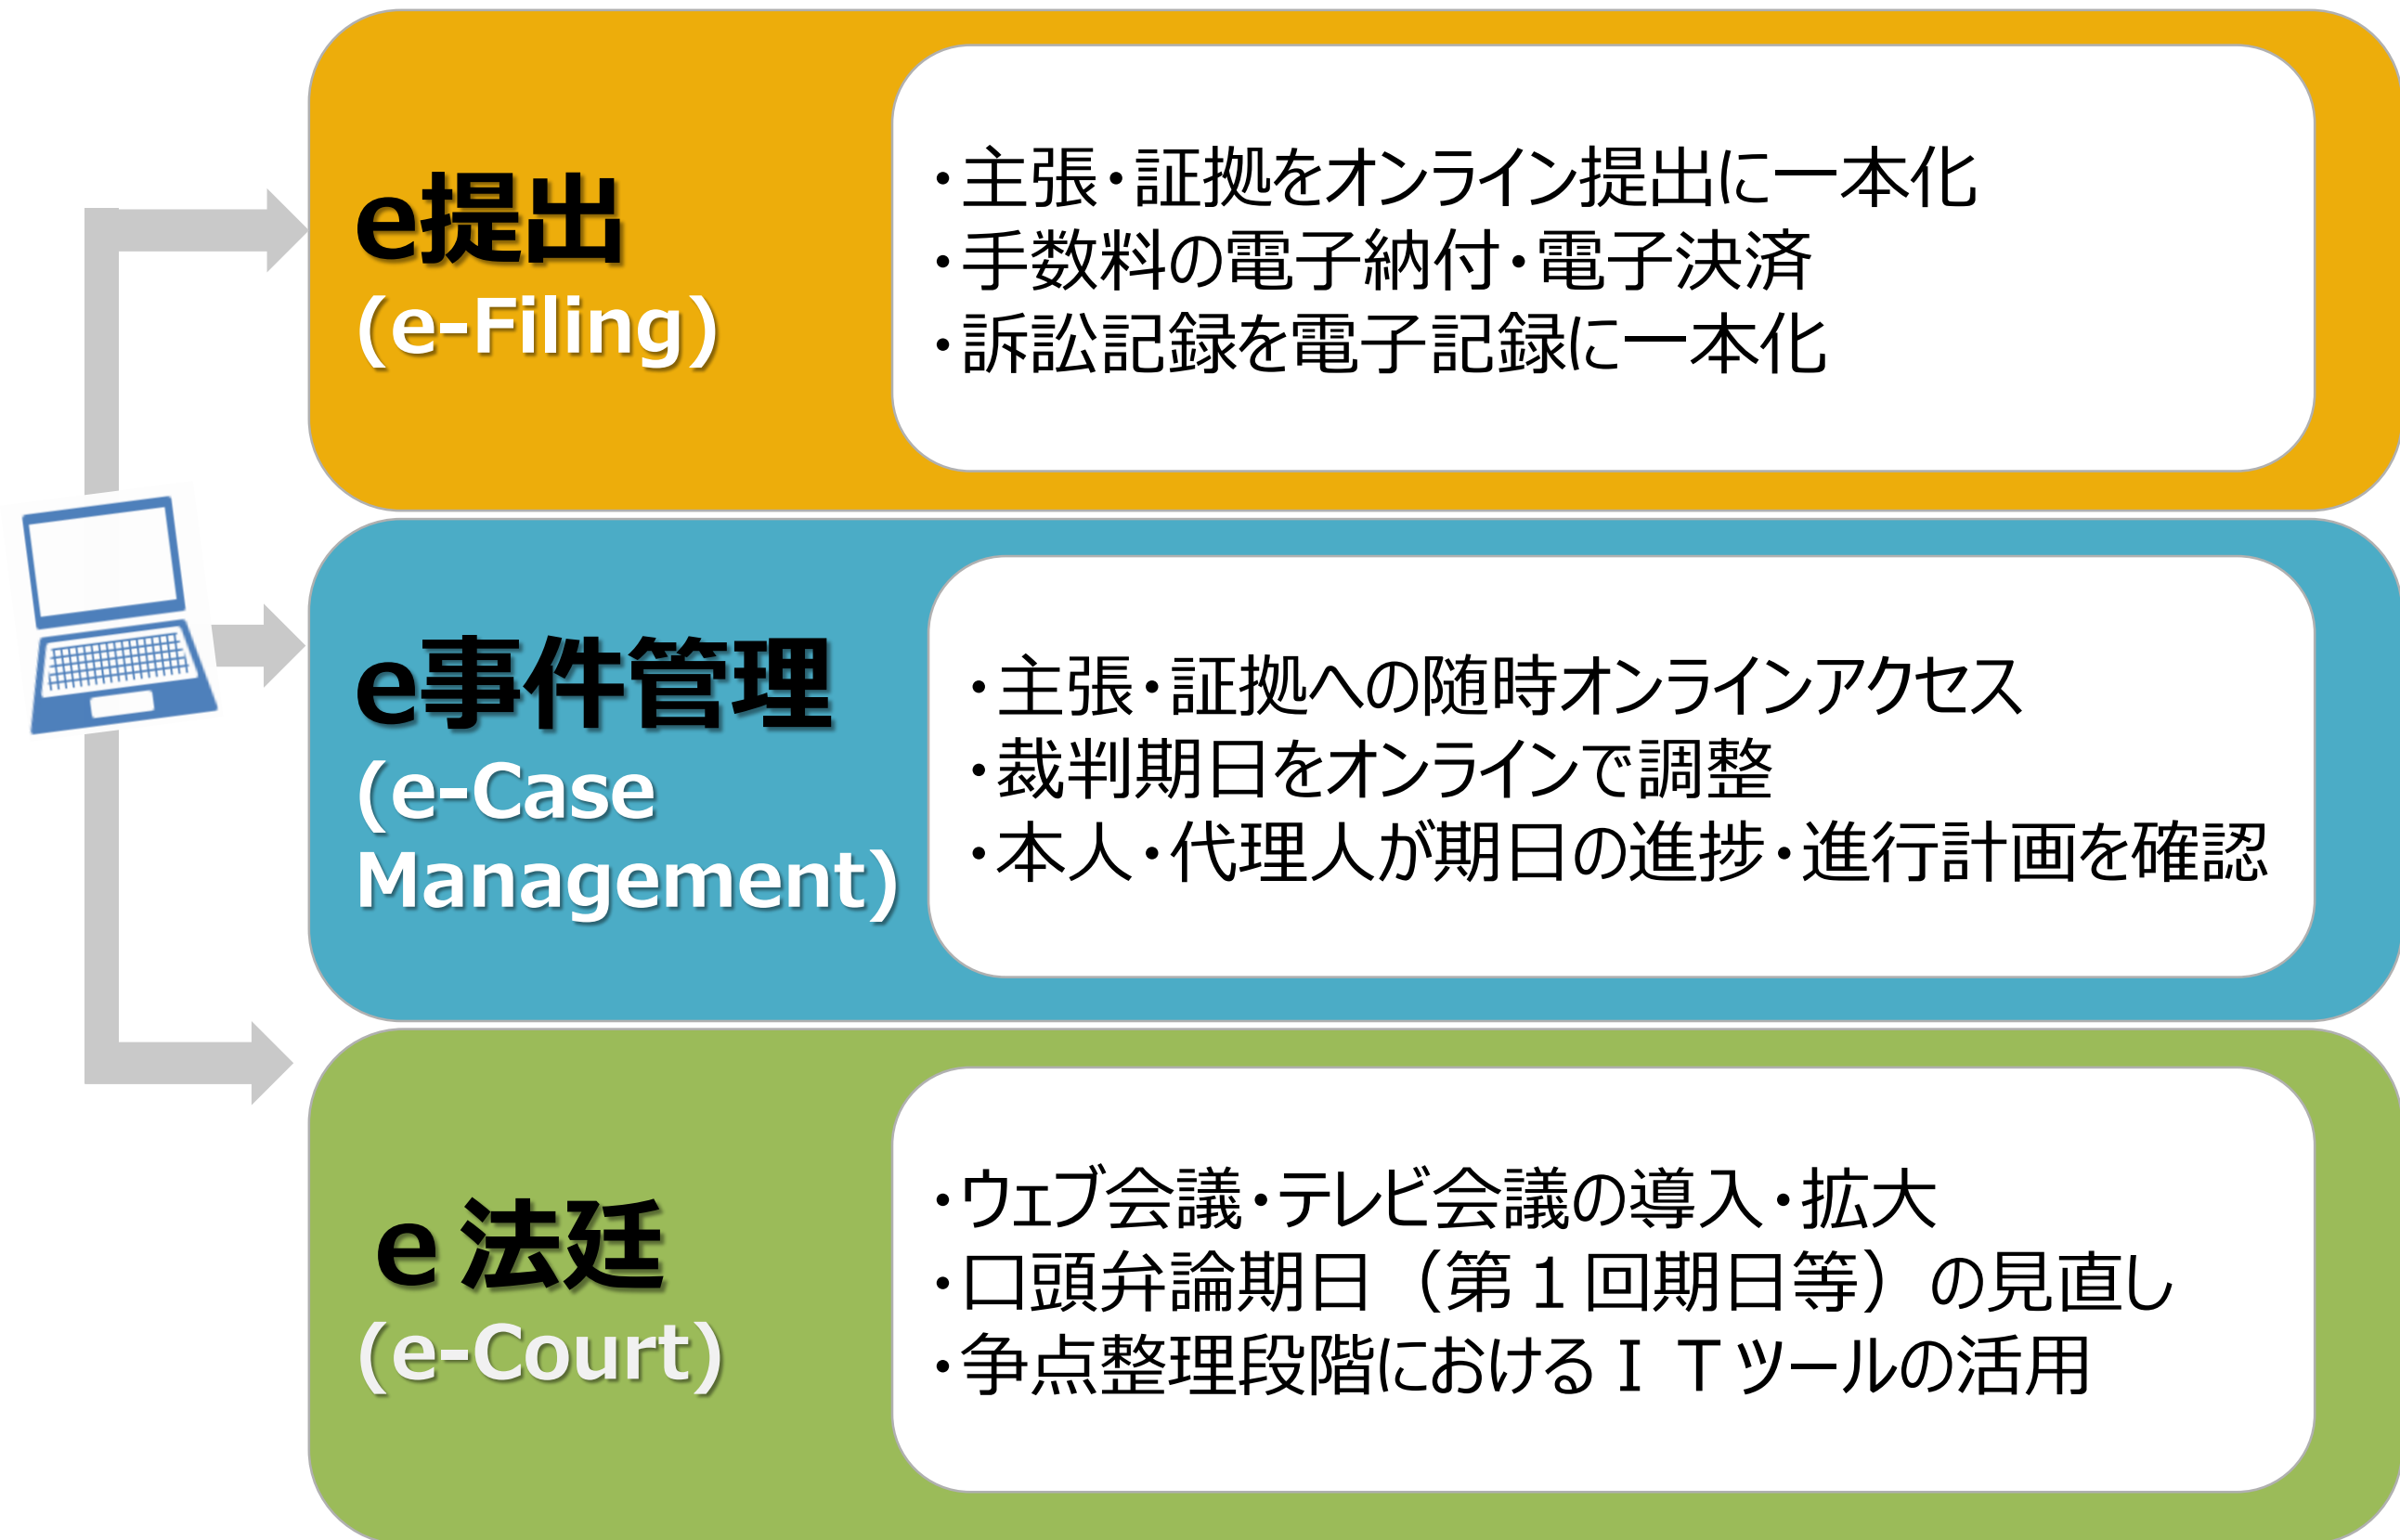 e提出
(e-Filing)
・主張・証拠をオンライン提出に一本化
・手数料の電子納付・電子決済
・訴訟記録を電子記録に一本化
e事件管理
(e-Case
Management)
・主張・証拠への随時オンラインアクセス
・裁判期日をオンラインで調整
・本人・代理人が期日の進捗・進行計画を確認
e 法廷
(e-Court)
・ウェブ会議・テレビ会議の導入・拡大
・口頭弁論期日（第１回期日等）の見直し
・争点整理段階におけるＩＴツールの活用